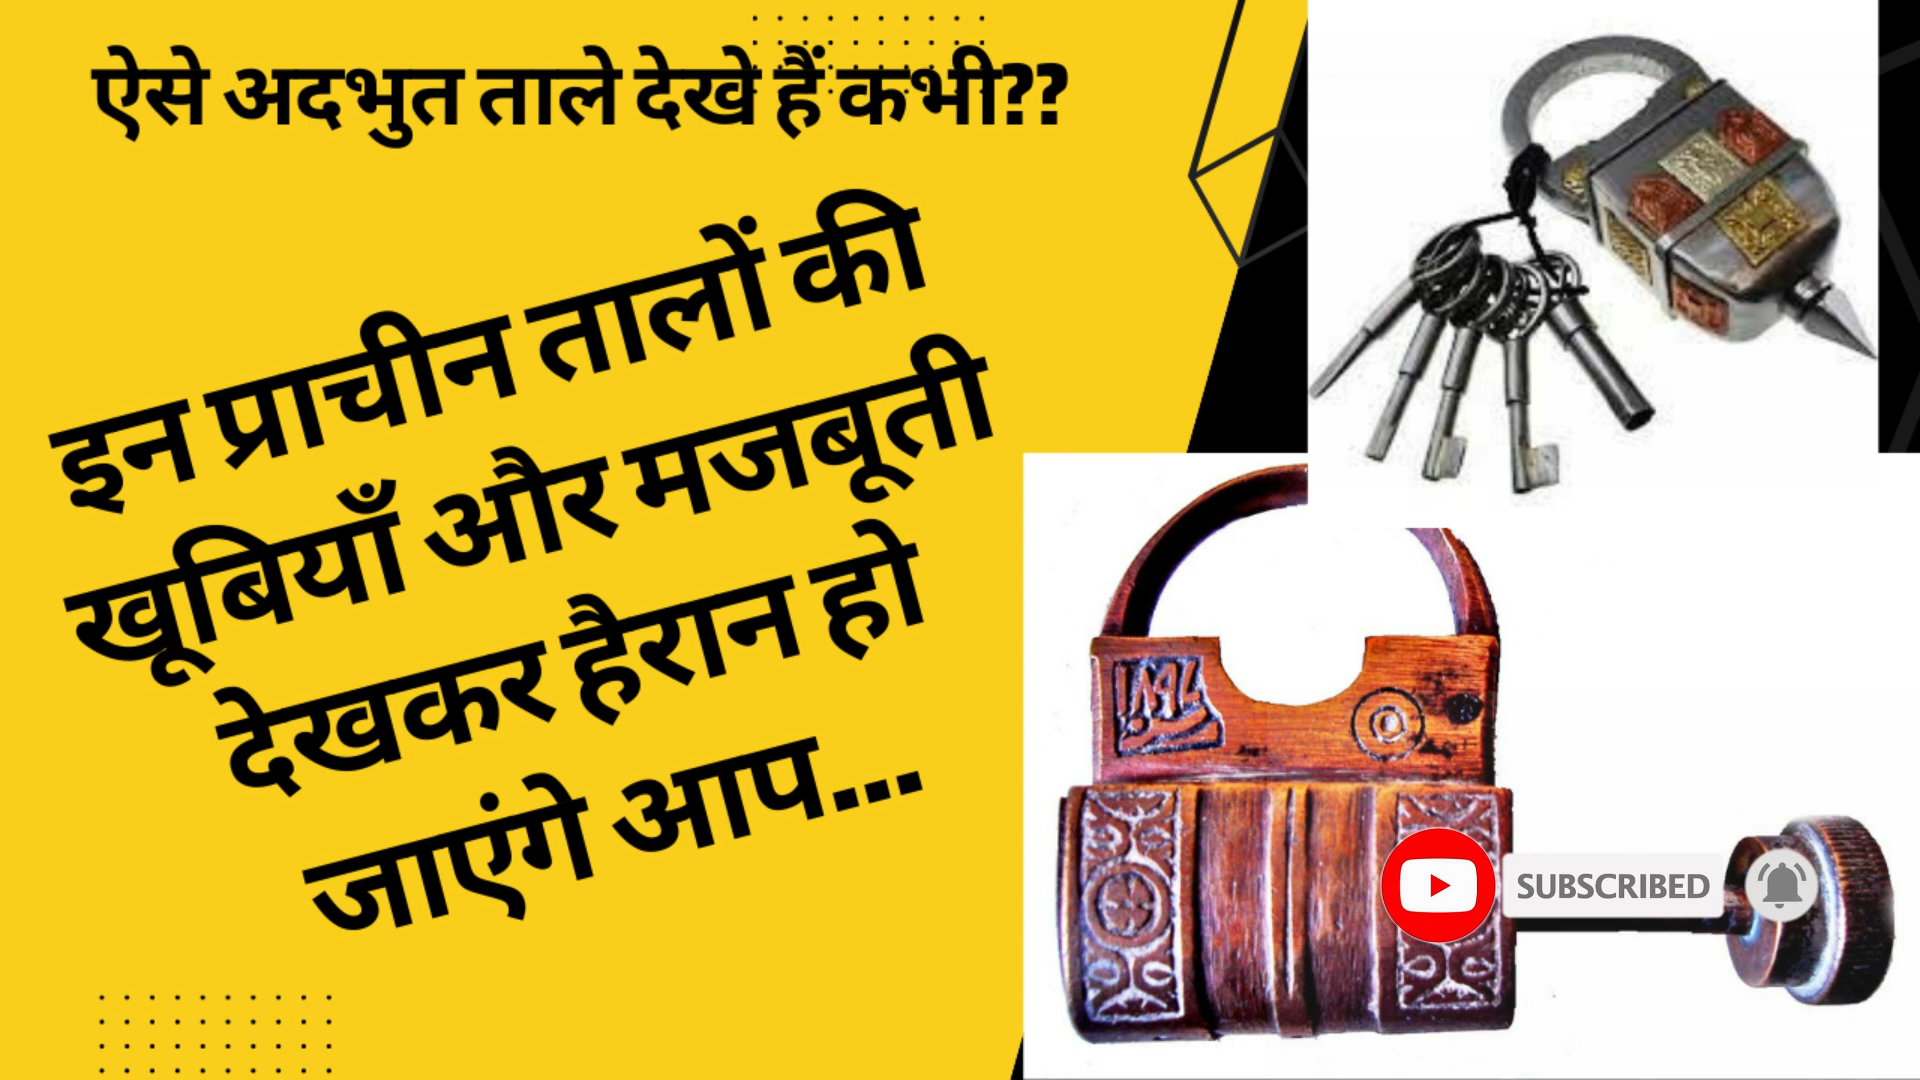 ऐसे अदभुत ताले देखे हैं कभी??
इन प्राचीन तालों की
खूबियाँ और मजबूती
देखकर हैरान हो
जाएंगे आप...
SUBSCRIBED